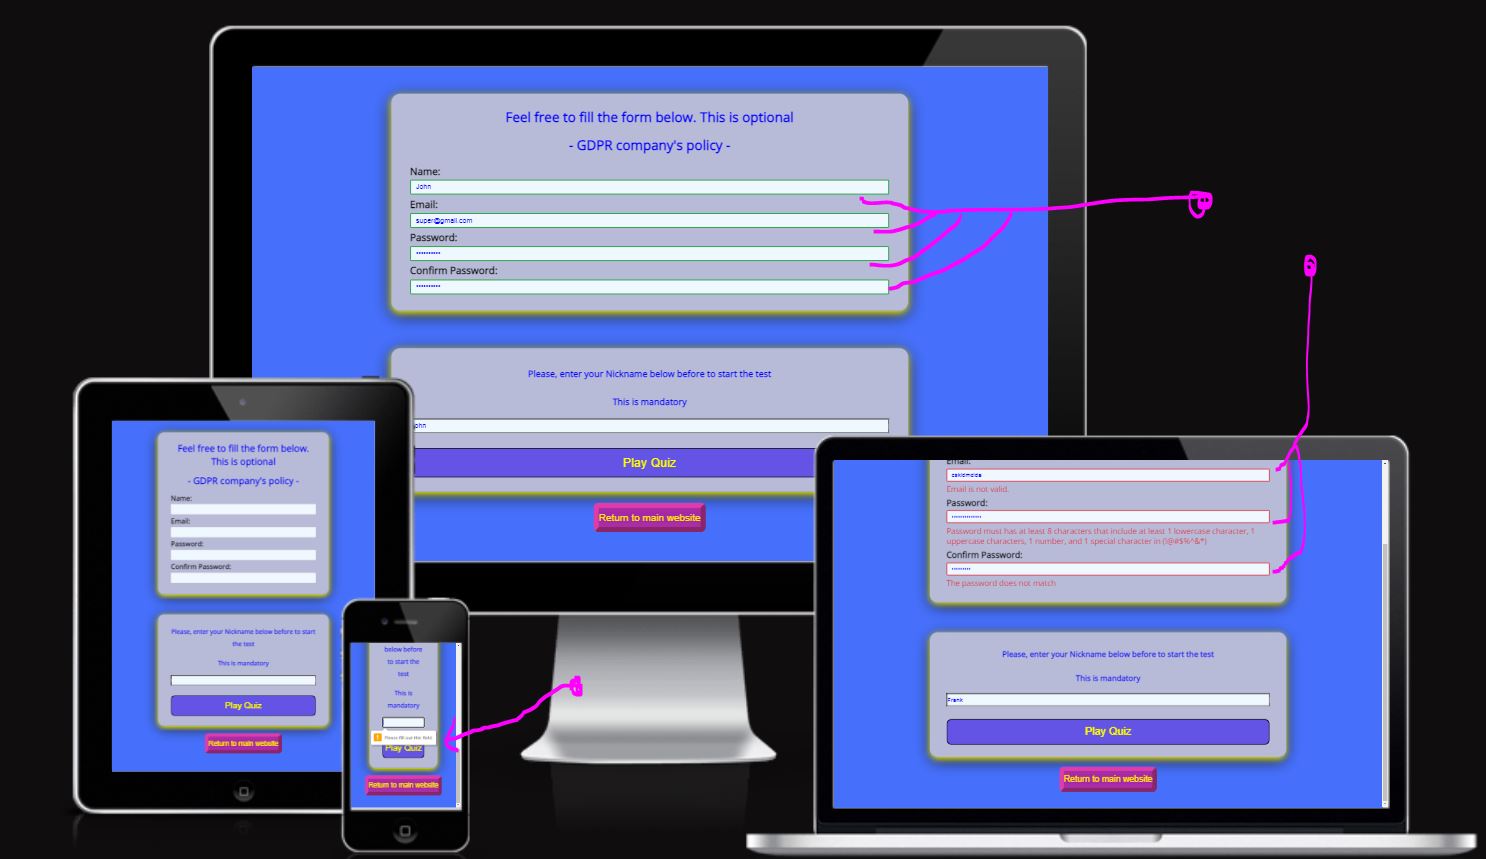 Feel free to fill the form below. This is optional
- GDPR company's policy -
Name:
John
Email:
super@gmail.com
Password:
••••••••••
Confirm Password:
••••••••••
Please, enter your Nickname below before to start the test
This is mandatory
ohn
Play Quiz
Return to main website
Feel free to fill the form below.
This is optional
- GDPR company's policy -
Name:
Email:
Password:
Confirm Password:
Please, enter your Nickname below before to start
the test
This is mandatory
Play Quiz
Return to main website
below before
to start the
test
This is
mandatory
Please fill out this field.
Play Quiz
Return to main website
Email:
Email is not valid.
Password:
••••••••••••••
Password must has at least 8 characters that include at least 1 lowercase character, 1
uppercase characters, 1 number, and 1 special character in (!@#$%^&*)
Confirm Password:
•••••••••
The password does not match
Please, enter your Nickname below before to start the test
This is mandatory
Frank
Play Quiz
Return to main website